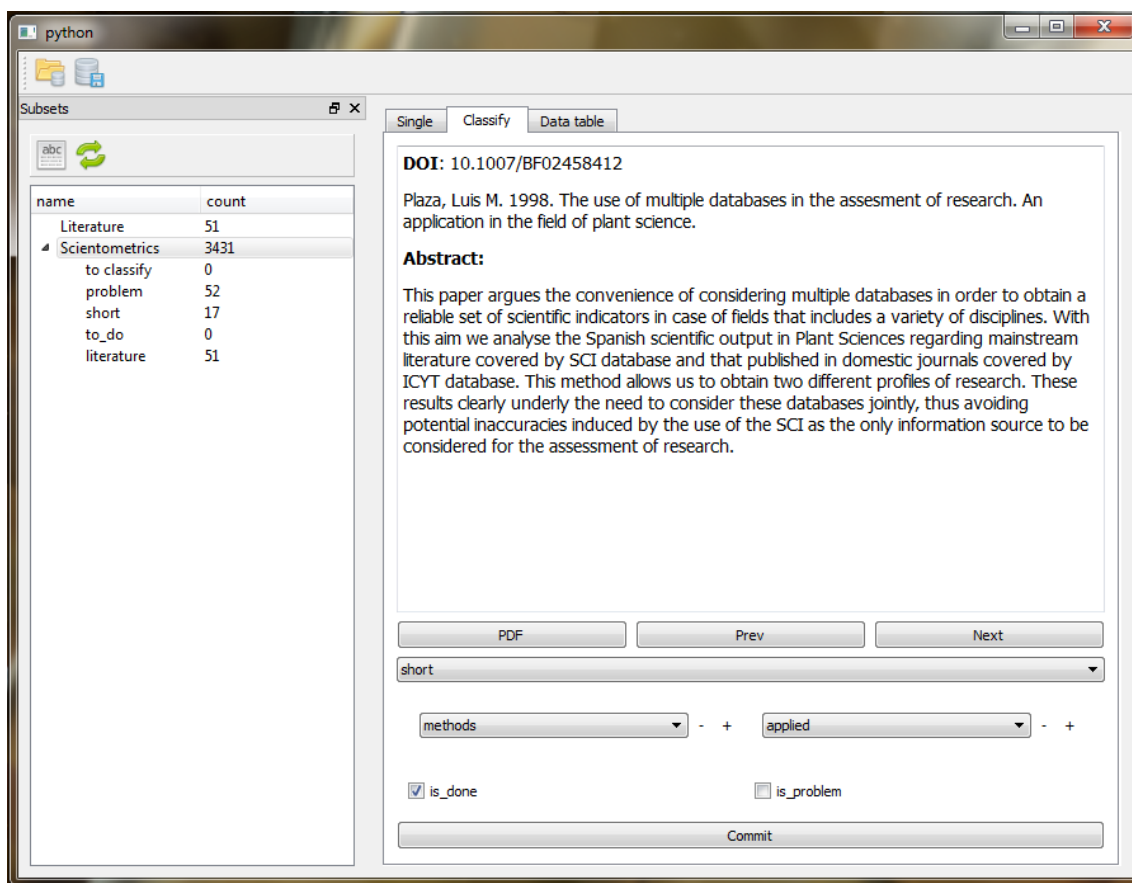 python
Subsets
abc
name count
Literature 51
Scientometrics 3431
to classify 0
problem 52
short 17
to_do 0
literature 51
Single Classify Data table
DOI: 10.1007/BF02458412
Plaza, Luis M. 1998. The use of multiple databases in the assesment of research. An
application in the field of plant science.
Abstract:
This paper argues the convenience of considering multiple databases in order to obtain a
reliable set of scientific indicators in case of fields that includes a variety of disciplines. With
this aim we analyse the Spanish scientific output in Plant Sciences regarding mainstream
literature covered by SCI database and that published in domestic journals covered by
ICYT database. This method allows us to obtain two different profiles of research. These
results clearly underly the need to consider these databases jointly, thus avoiding
potential inaccuracies induced by the use of the SCI as the only information source to be
considered for the assessment of research.
PDF Prev Next
short
methods - + applied - +
is_done is_problem
Commit